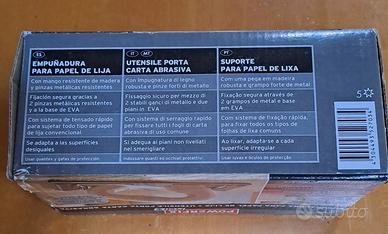 ES
EMPUÑADURA
PARA PAPEL DE LIJA
Con mango resistente de madera
y pinzas metálicas resistentes
Fijación segura gracias a
2 pinzas metálicas resistentes
y a la base en EVA
Con sistema de tensado rápido
para sujetar todo tipo de papel
de lija convencional
Se adapta a las superficies
desiguales
Usar guantes y gafas de protección.
IT MT
UTENSILE PORTA
CARTA ABRASIVA
Con impugnatura di legno
robusta e pinze forti di metallo
Fissaggio sicuro per mezzo di
2 stabili ganci di metallo e due
piani in EVA
Con sistema di serraggio rapido
per fissare tutti i fogli di carta
abrasiva di uso comune
Si adegua ai piani non livellati
nel smerigliare
Indossare guanti ed occhiali protettivi.
PT
SUPORTE
PARA PAPEL DE LIXA
Com uma pega em madeira
robusta e grampo forte de metal
Fixação segura através de
2 grampos de metal e base
em EVA
Com sistema de fixação rápida,
para fixar todos os tipos de
folhas de lixa comuns
Ao lixar, adapta-se a cada
superfície irregular
Usar luvas e óculos de protecção.
5
POWERFIX
subito